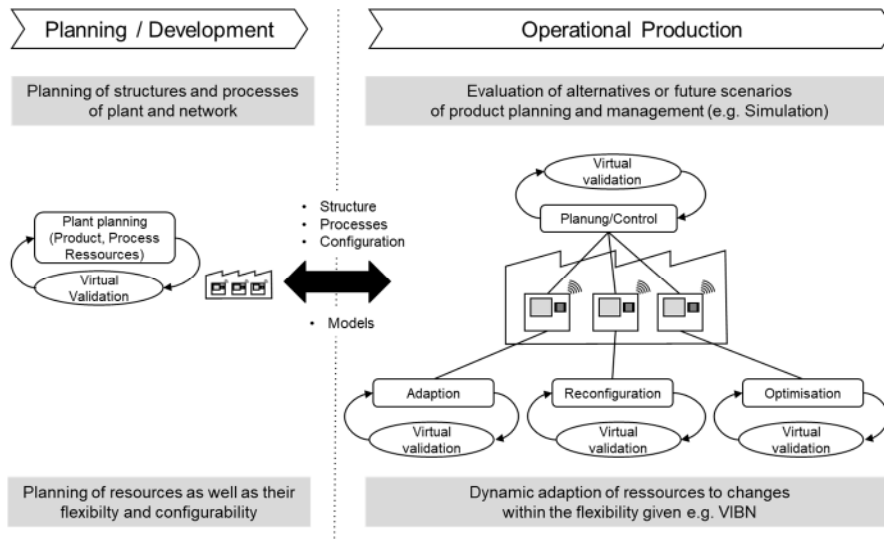 Planning / Development
Operational Production
Planning of structures and processes
of plant and network
Evaluation of alternatives or future scenarios
of product planning and management (e.g. Simulation)
Virtual
validation
Planung/Control
Plant planning
(Product, Process
Ressources)
Virtual
Validation
• Structure
• Processes
• Configuration
• Models
Adaption
Reconfiguration
Optimisation
Virtual
validation
Virtual
validation
Virtual
validation
Planning of resources as well as their
flexibilty and configurability
Dynamic adaption of ressources to changes
within the flexibility given e.g. VIBN